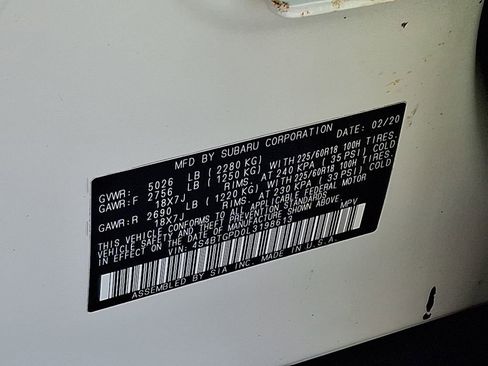 MFD BY SUBARU CORPORATION DATE: 02/20
GVWR: 5026 LB ( 2280 KG)
GAWR:F 2756 LB ( 1250 KG) WITH 225/60R18 100H TIRES,
18X7J RIMS, AT 240 KPA ( 35 PSI) COLD
GAWR:R 2690 LB ( 1220 KG) WITH 225/60R18 100H TIRES,
18X7J RIMS, AT 230 KPA ( 33 PSI) COLD
THIS VEHICLE CONFORMS TO ALL APPLICABLE FEDERAL MOTOR
VEHICLE SAFETY AND THEFT PREVENTION STANDARDS
IN EFFECT ON THE DATE OF MANUFACTURE SHOWN ABOVE.
VIN: 4S4BTGPD0L3198613 MPV
ASSEMBLED BY SIA INC. MADE IN U.S.A.